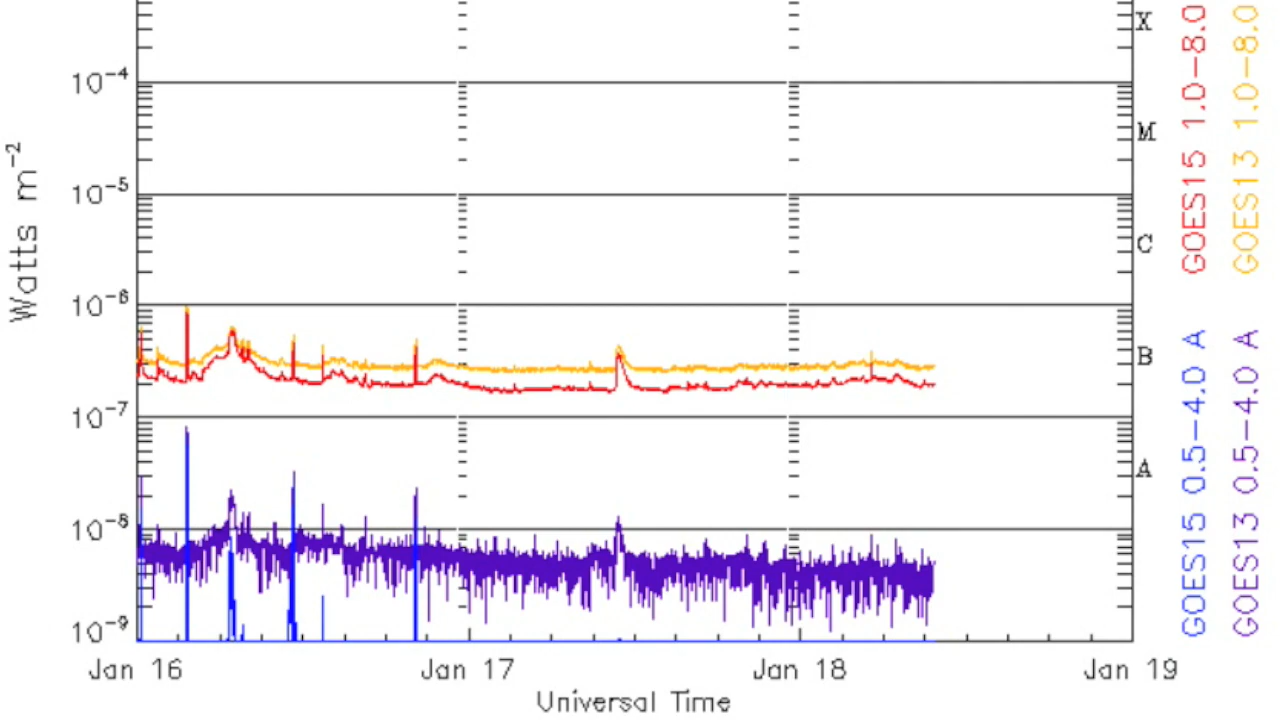 X
10⁻⁴
M
10⁻⁵
C
10⁻⁶
B
10⁻⁷
A
10⁻⁸
10⁻⁹
Watts m⁻²
Jan 16 Jan 17 Jan 18 Jan 19
Universal Time
GOES15 0.5-4.0 A GOES15 1.0-8.0
GOES13 0.5-4.0 A GOES13 1.0-8.0